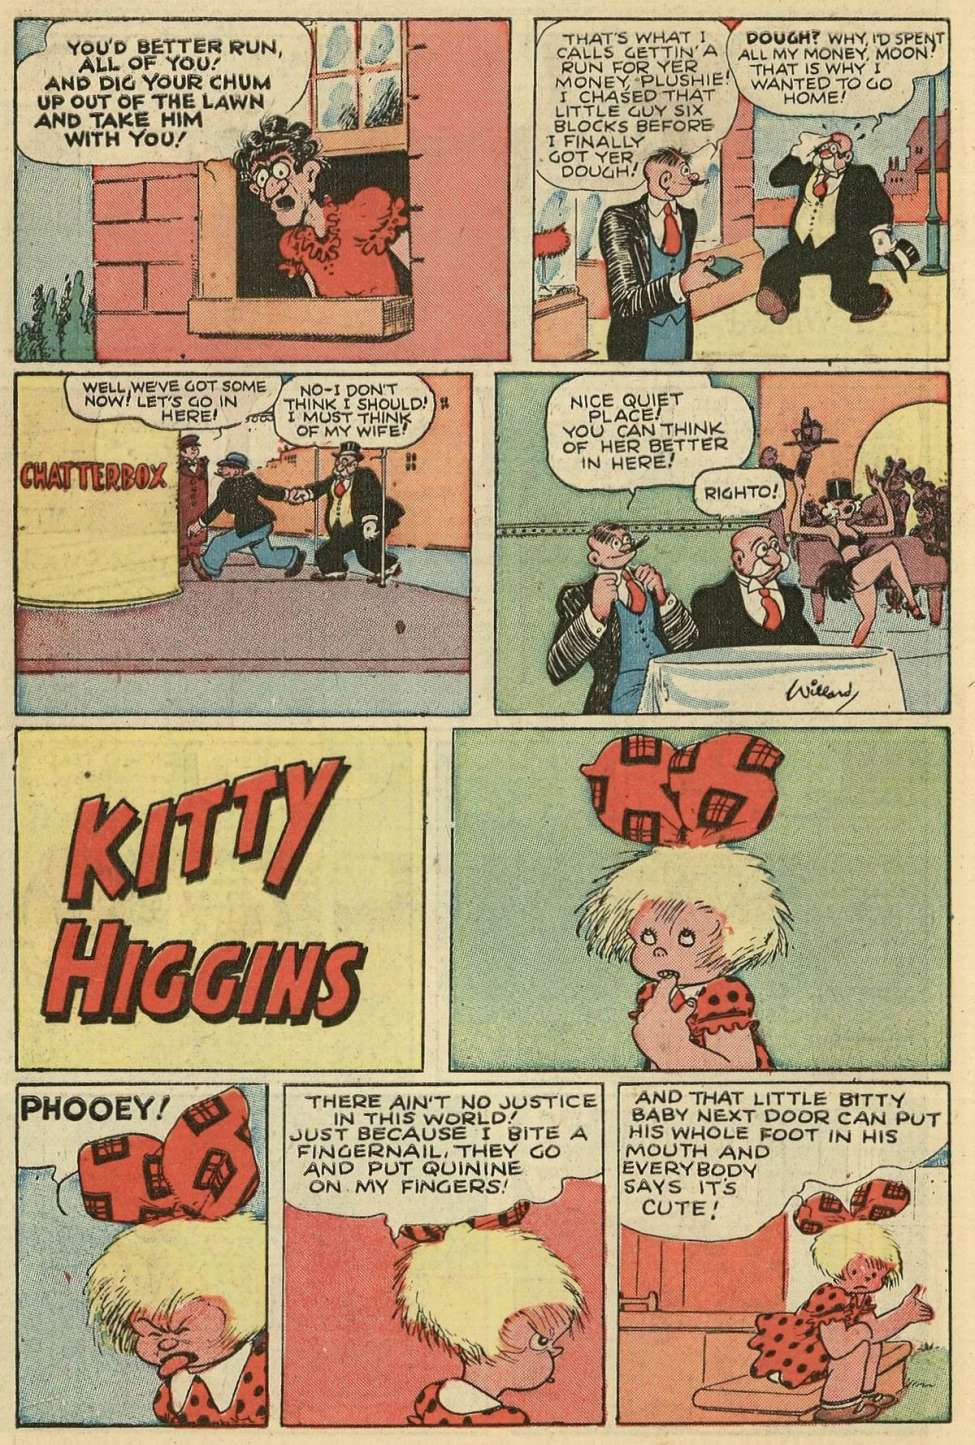 YOU'D BETTER RUN,
ALL OF YOU!
AND DIG YOUR CHUM
UP OUT OF THE LAWN
AND TAKE HIM
WITH YOU!
THAT'S WHAT I
CALLS GETTIN' A
RUN FOR YER
MONEY, PLUSHIE!
I CHASED THAT
LITTLE GUY SIX
BLOCKS BEFORE
I FINALLY
GOT YER
DOUGH!
DOUGH? WHY, I'D SPENT
ALL MY MONEY, MOON!
THAT IS WHY I
WANTED TO GO
HOME!
WELL, WE'VE GOT SOME
NOW! LET'S GO IN
HERE!
NO-I DON'T
THINK I SHOULD!
I MUST THINK
OF MY WIFE!
CHATTERBOX
NICE QUIET
PLACE!
YOU CAN THINK
OF HER BETTER
IN HERE!
RIGHTO!
Willard
KITTY
HIGGINS
PHOOEY!
THERE AIN'T NO JUSTICE
IN THIS WORLD!
JUST BECAUSE I BITE A
FINGERNAIL, THEY GO
AND PUT QUININE
ON MY FINGERS!
AND THAT LITTLE BITTY
BABY NEXT DOOR CAN PUT
HIS WHOLE FOOT IN HIS
MOUTH AND
EVERYBODY
SAYS IT'S
CUTE!